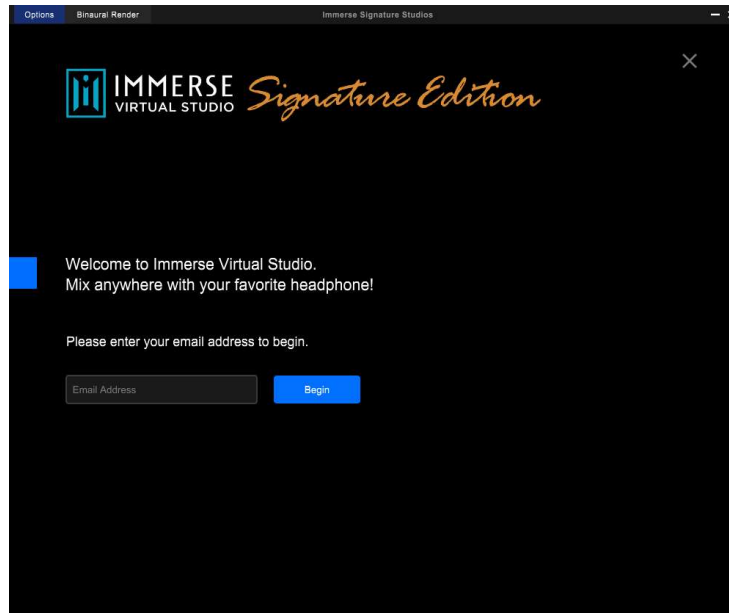 Options Binaural Render Immerse Signature Studios
IMMERSE
VIRTUAL STUDIO
Signature Edition
Welcome to Immerse Virtual Studio.
Mix anywhere with your favorite headphone!
Please enter your email address to begin.
Email Address Begin